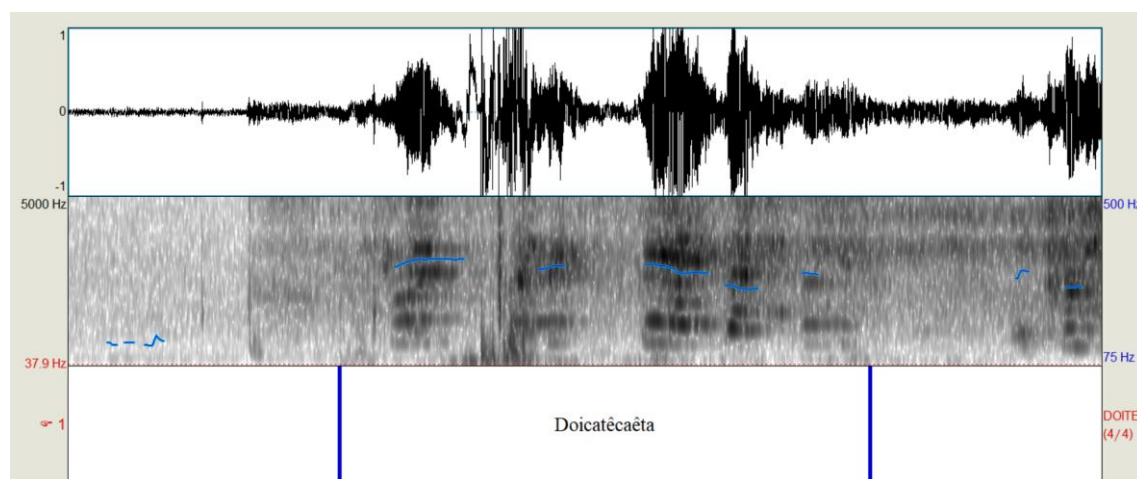 1
0
-1
5000 Hz
500 Hz
37.9 Hz
75 Hz
1
Doicatêcaêta
DOITE
(4/4)